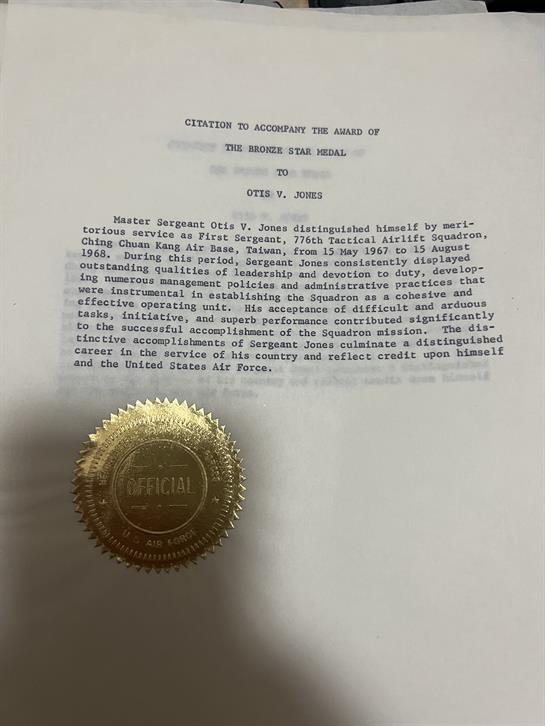 CITATION TO ACCOMPANY THE AWARD OF
THE BRONZE STAR MEDAL
TO
OTIS V. JONES
Master Sergeant Otis V. Jones distinguished himself by meri-
torious service as First Sergeant, 776th Tactical Airlift Squadron,
Ching Chuan Kang Air Base, Taiwan, from 15 May 1967 to 15 August
1968. During this period, Sergeant Jones consistently displayed
outstanding qualities of leadership and devotion to duty, develop-
ing numerous management policies and administrative practices that
were instrumental in establishing the Squadron as a cohesive and
effective operating unit. His acceptance of difficult and arduous
tasks, initiative, and superb performance contributed significantly
to the successful accomplishment of the Squadron mission. The dis-
tinctive accomplishments of Sergeant Jones culminate a distinguished
career in the service of his country and reflect credit upon himself
and the United States Air Force.
OFFICIAL
U.S. AIR FORCE